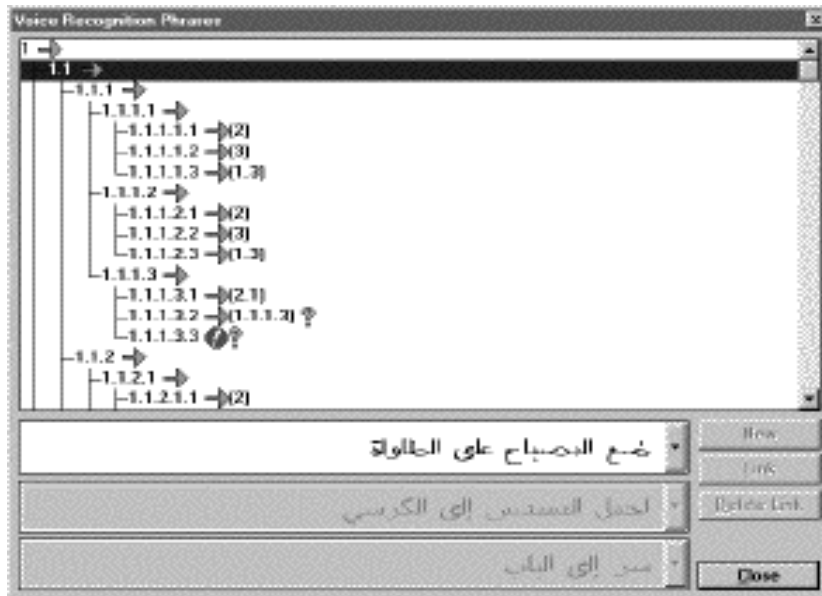 Voice Recognition Phrases
1
1.1
1.1.1
1.1.1.1
1.1.1.1.1 (2)
1.1.1.1.2 (3)
1.1.1.1.3 (1.3)
1.1.1.2
1.1.1.2.1 (2)
1.1.1.2.2 (3)
1.1.1.2.3 (1.3)
1.1.1.3
1.1.1.3.1 (2.1)
1.1.1.3.2 (1.1.1.3) ?
1.1.1.3.3 ?
1.1.2
1.1.2.1
1.1.2.1.1 (2)
ضع المصباح على الطاولة
New
Link
احمل المسدس إلى الكرسي
Delete Link
سر إلى الباب
Close